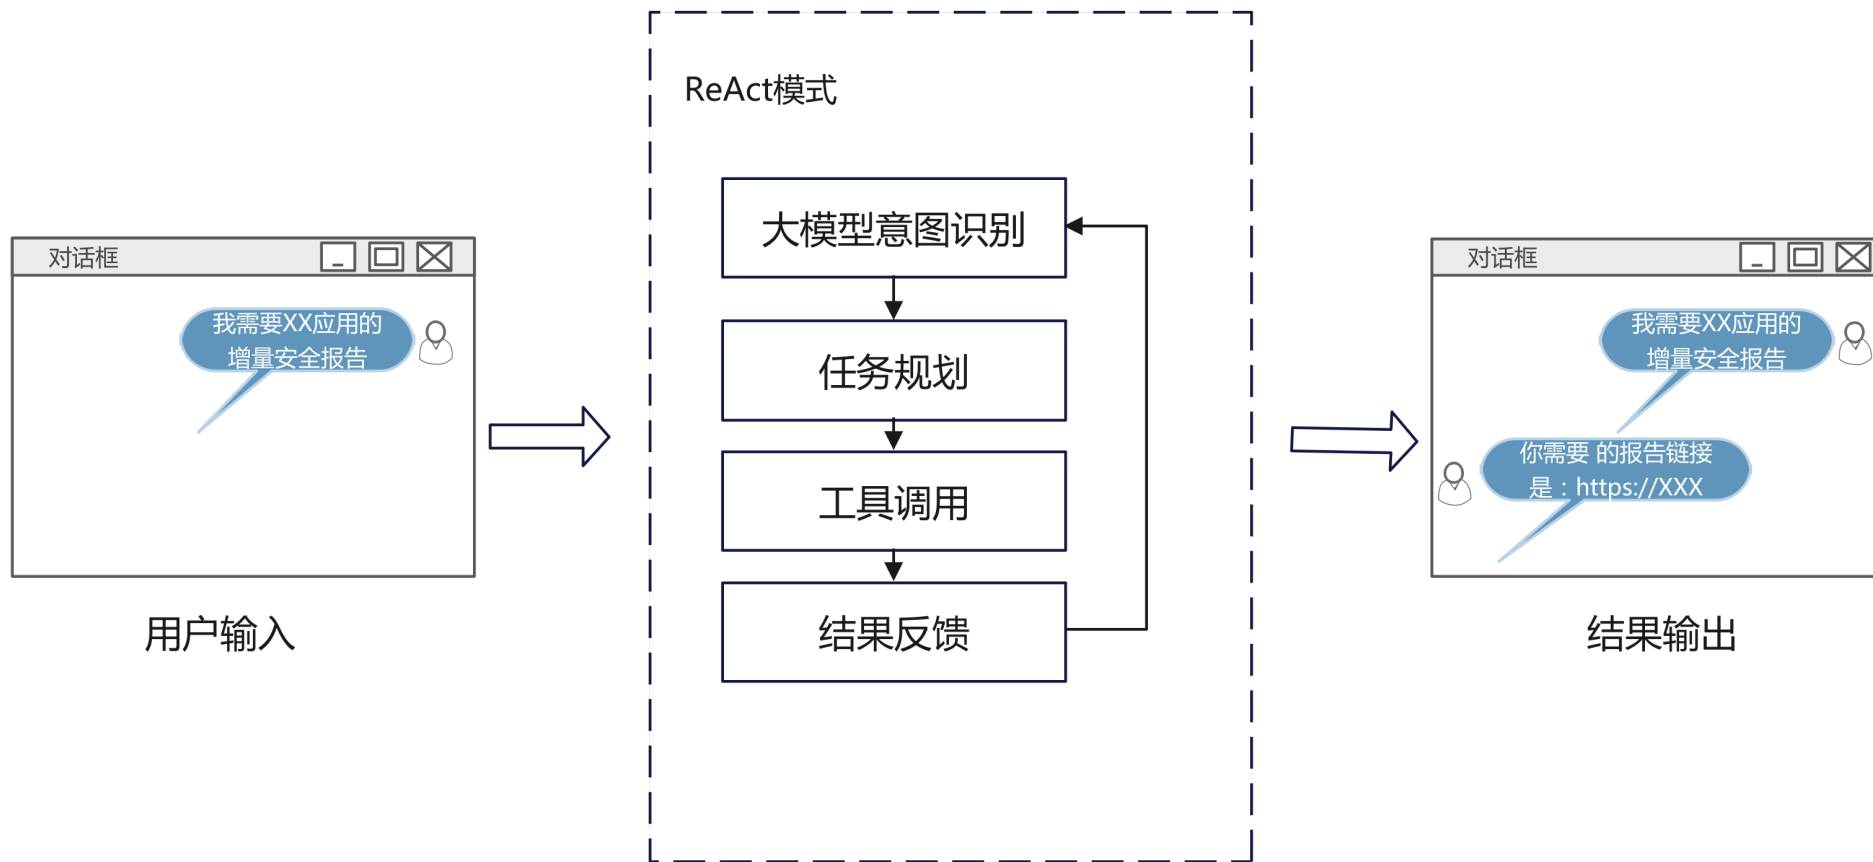 对话框
我需要XX应用的
增量安全报告
用户输入
ReAct模式
大模型意图识别
任务规划
工具调用
结果反馈
对话框
我需要XX应用的
增量安全报告
你需要 的报告链接
是：https://XXX
结果输出